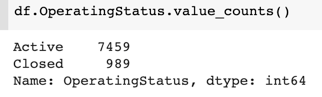 df.OperatingStatus.value_counts()
Active    7459
Closed     989
Name: OperatingStatus, dtype: int64